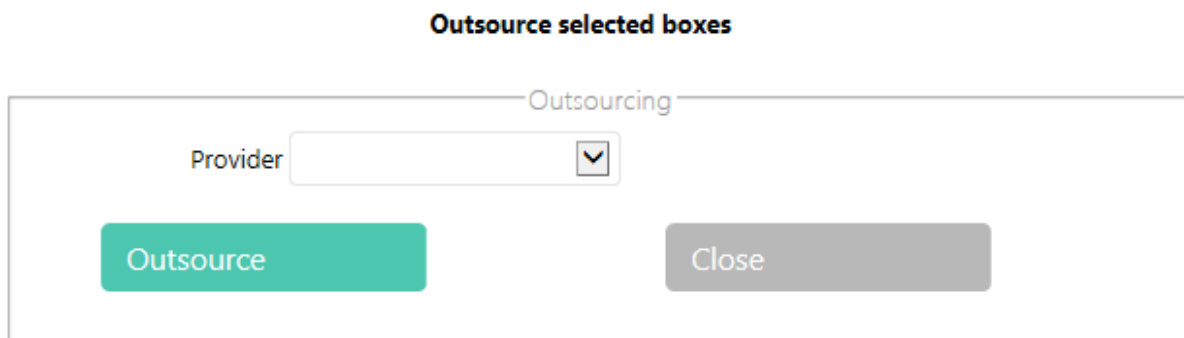 Outsource selected boxes
Outsourcing
Provider
Outsource
Close